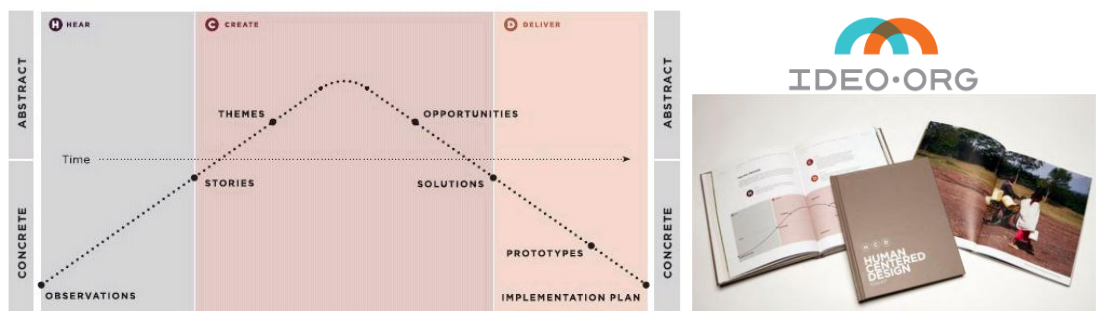 H HEAR
C CREATE
D DELIVER
ABSTRACT
ABSTRACT
THEMES
OPPORTUNITIES
Time
STORIES
SOLUTIONS
CONCRETE
CONCRETE
PROTOTYPES
OBSERVATIONS
IMPLEMENTATION PLAN
IDEO.ORG
H C D
HUMAN
CENTERED
DESIGN